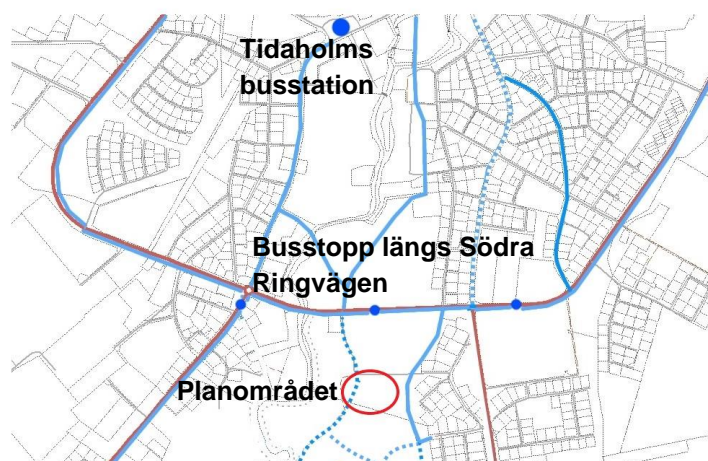 Tidaholms
busstation
Busstopp längs Södra
Ringvägen
Planområdet